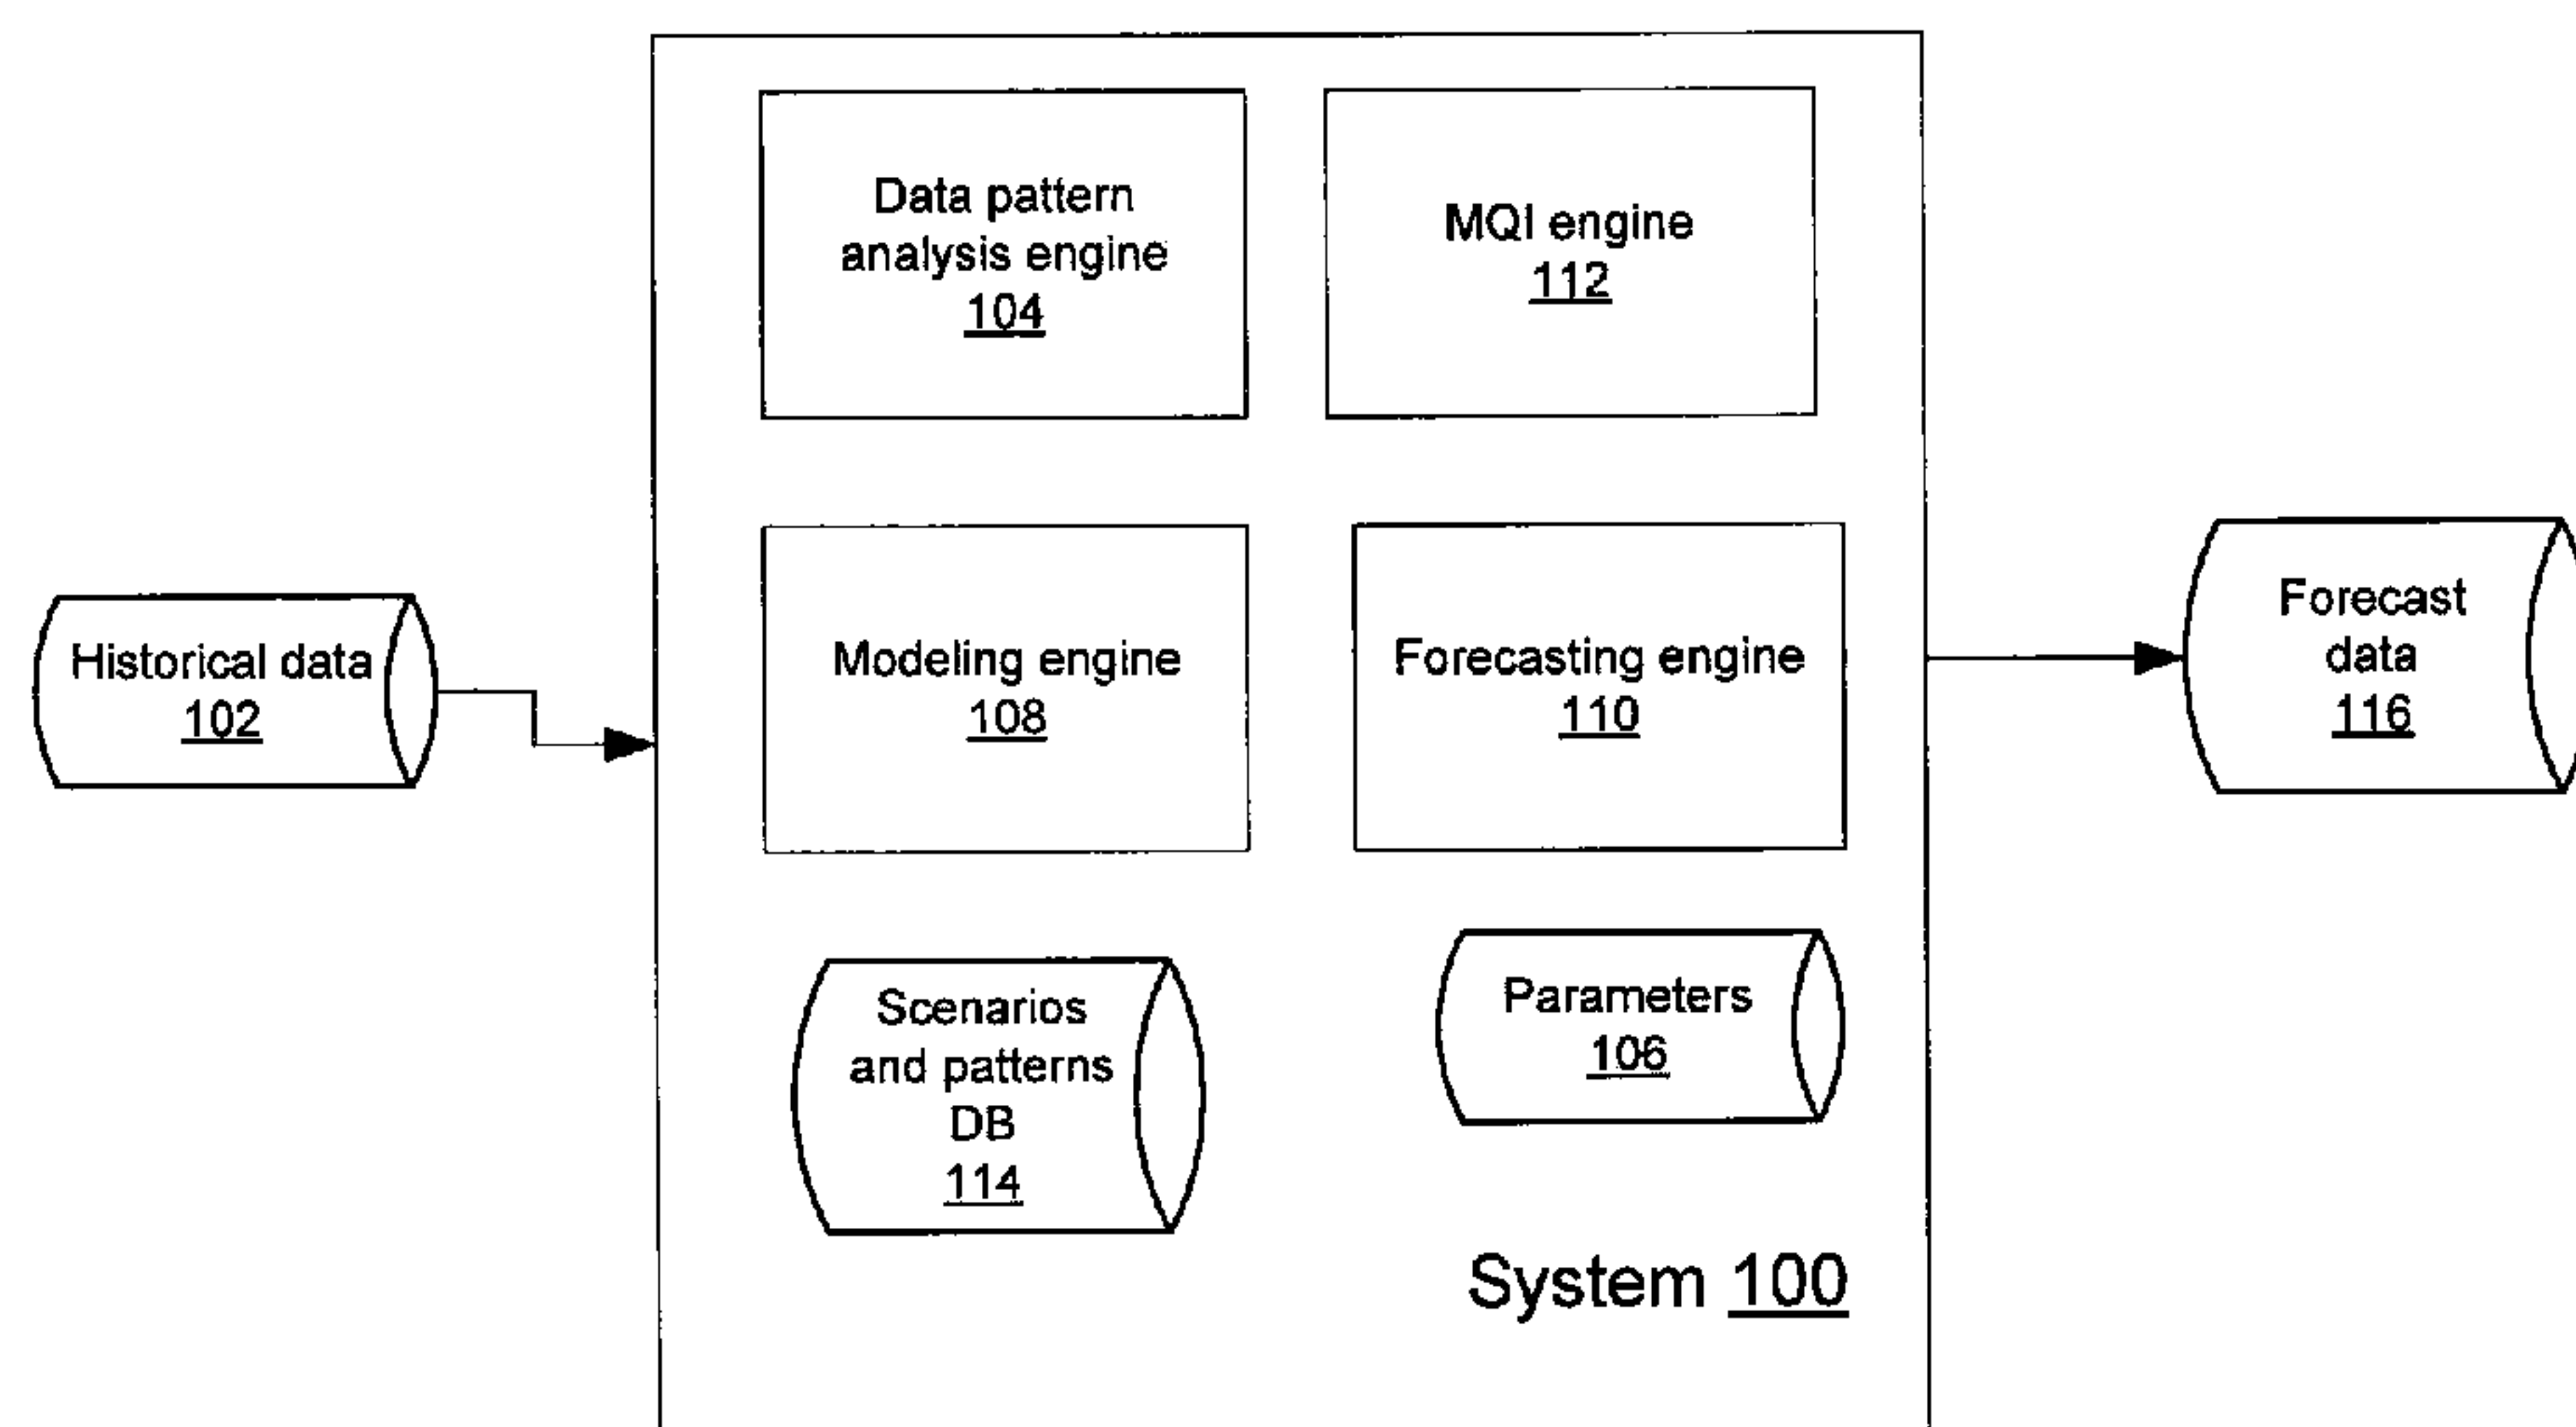 Data pattern
analysis engine
104
MQI engine
112
Historical data
102
Modeling engine
108
Forecasting engine
110
Forecast
data
116
Scenarios
and patterns
DB
114
Parameters
106
System 100